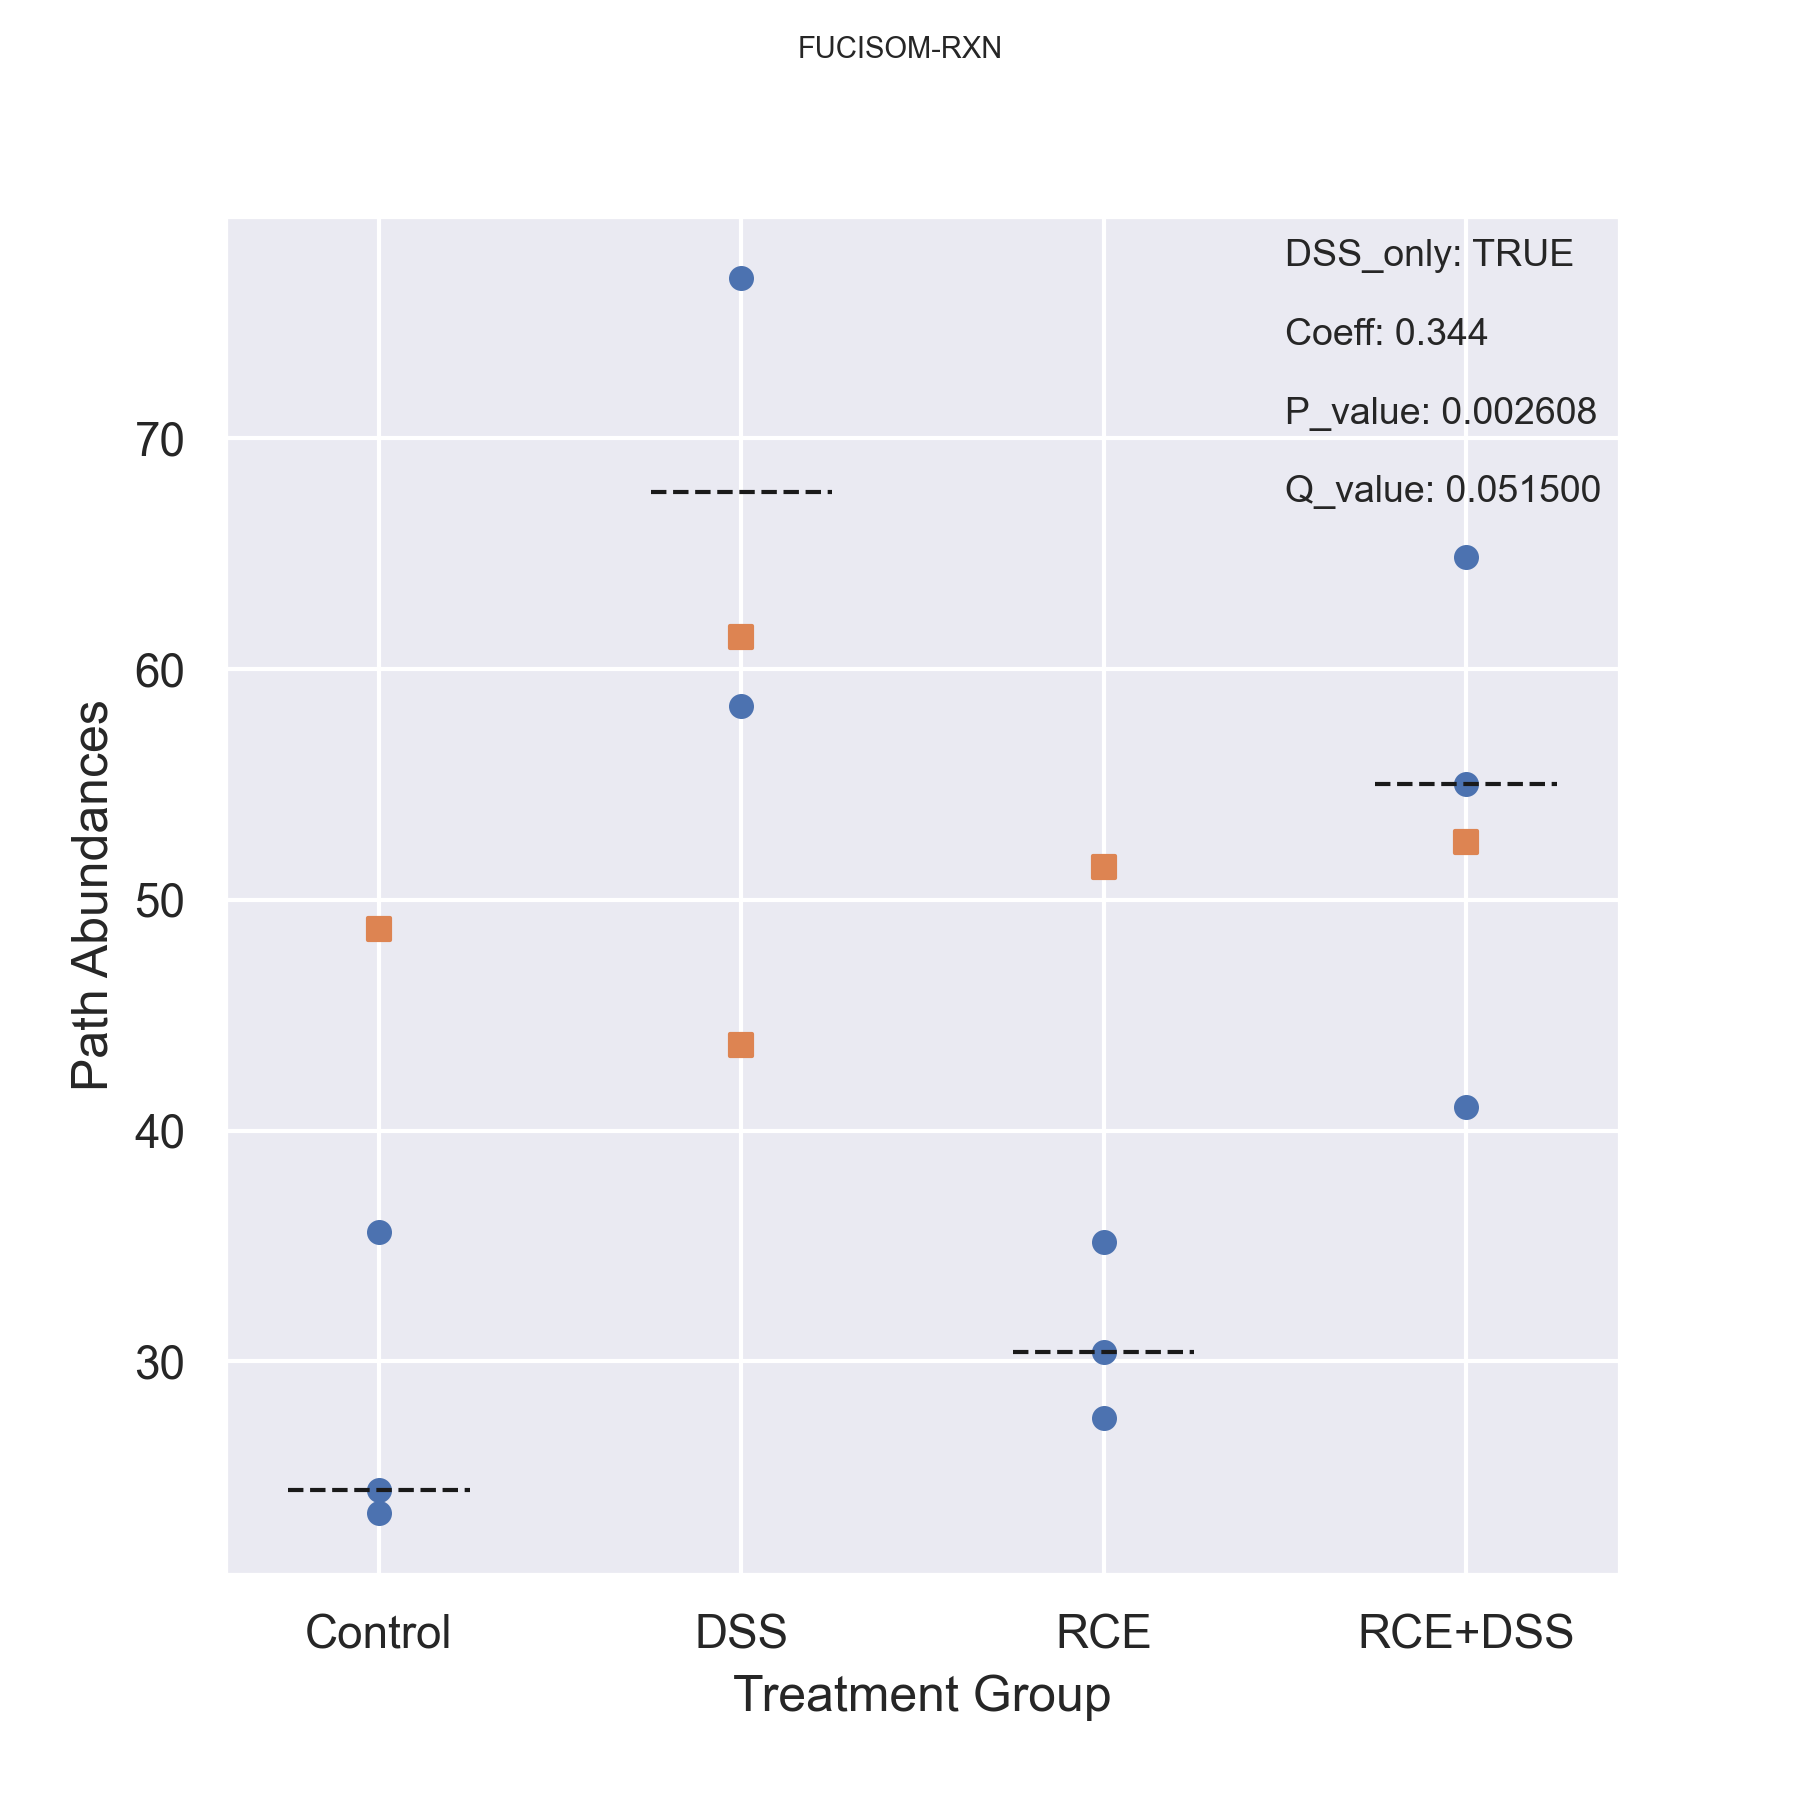 FUCISOM-RXN
DSS_only: TRUE
Coeff: 0.344
P_value: 0.002608
Q_value: 0.051500
70
60
50
40
30
Path Abundances
Control DSS RCE RCE+DSS
Treatment Group